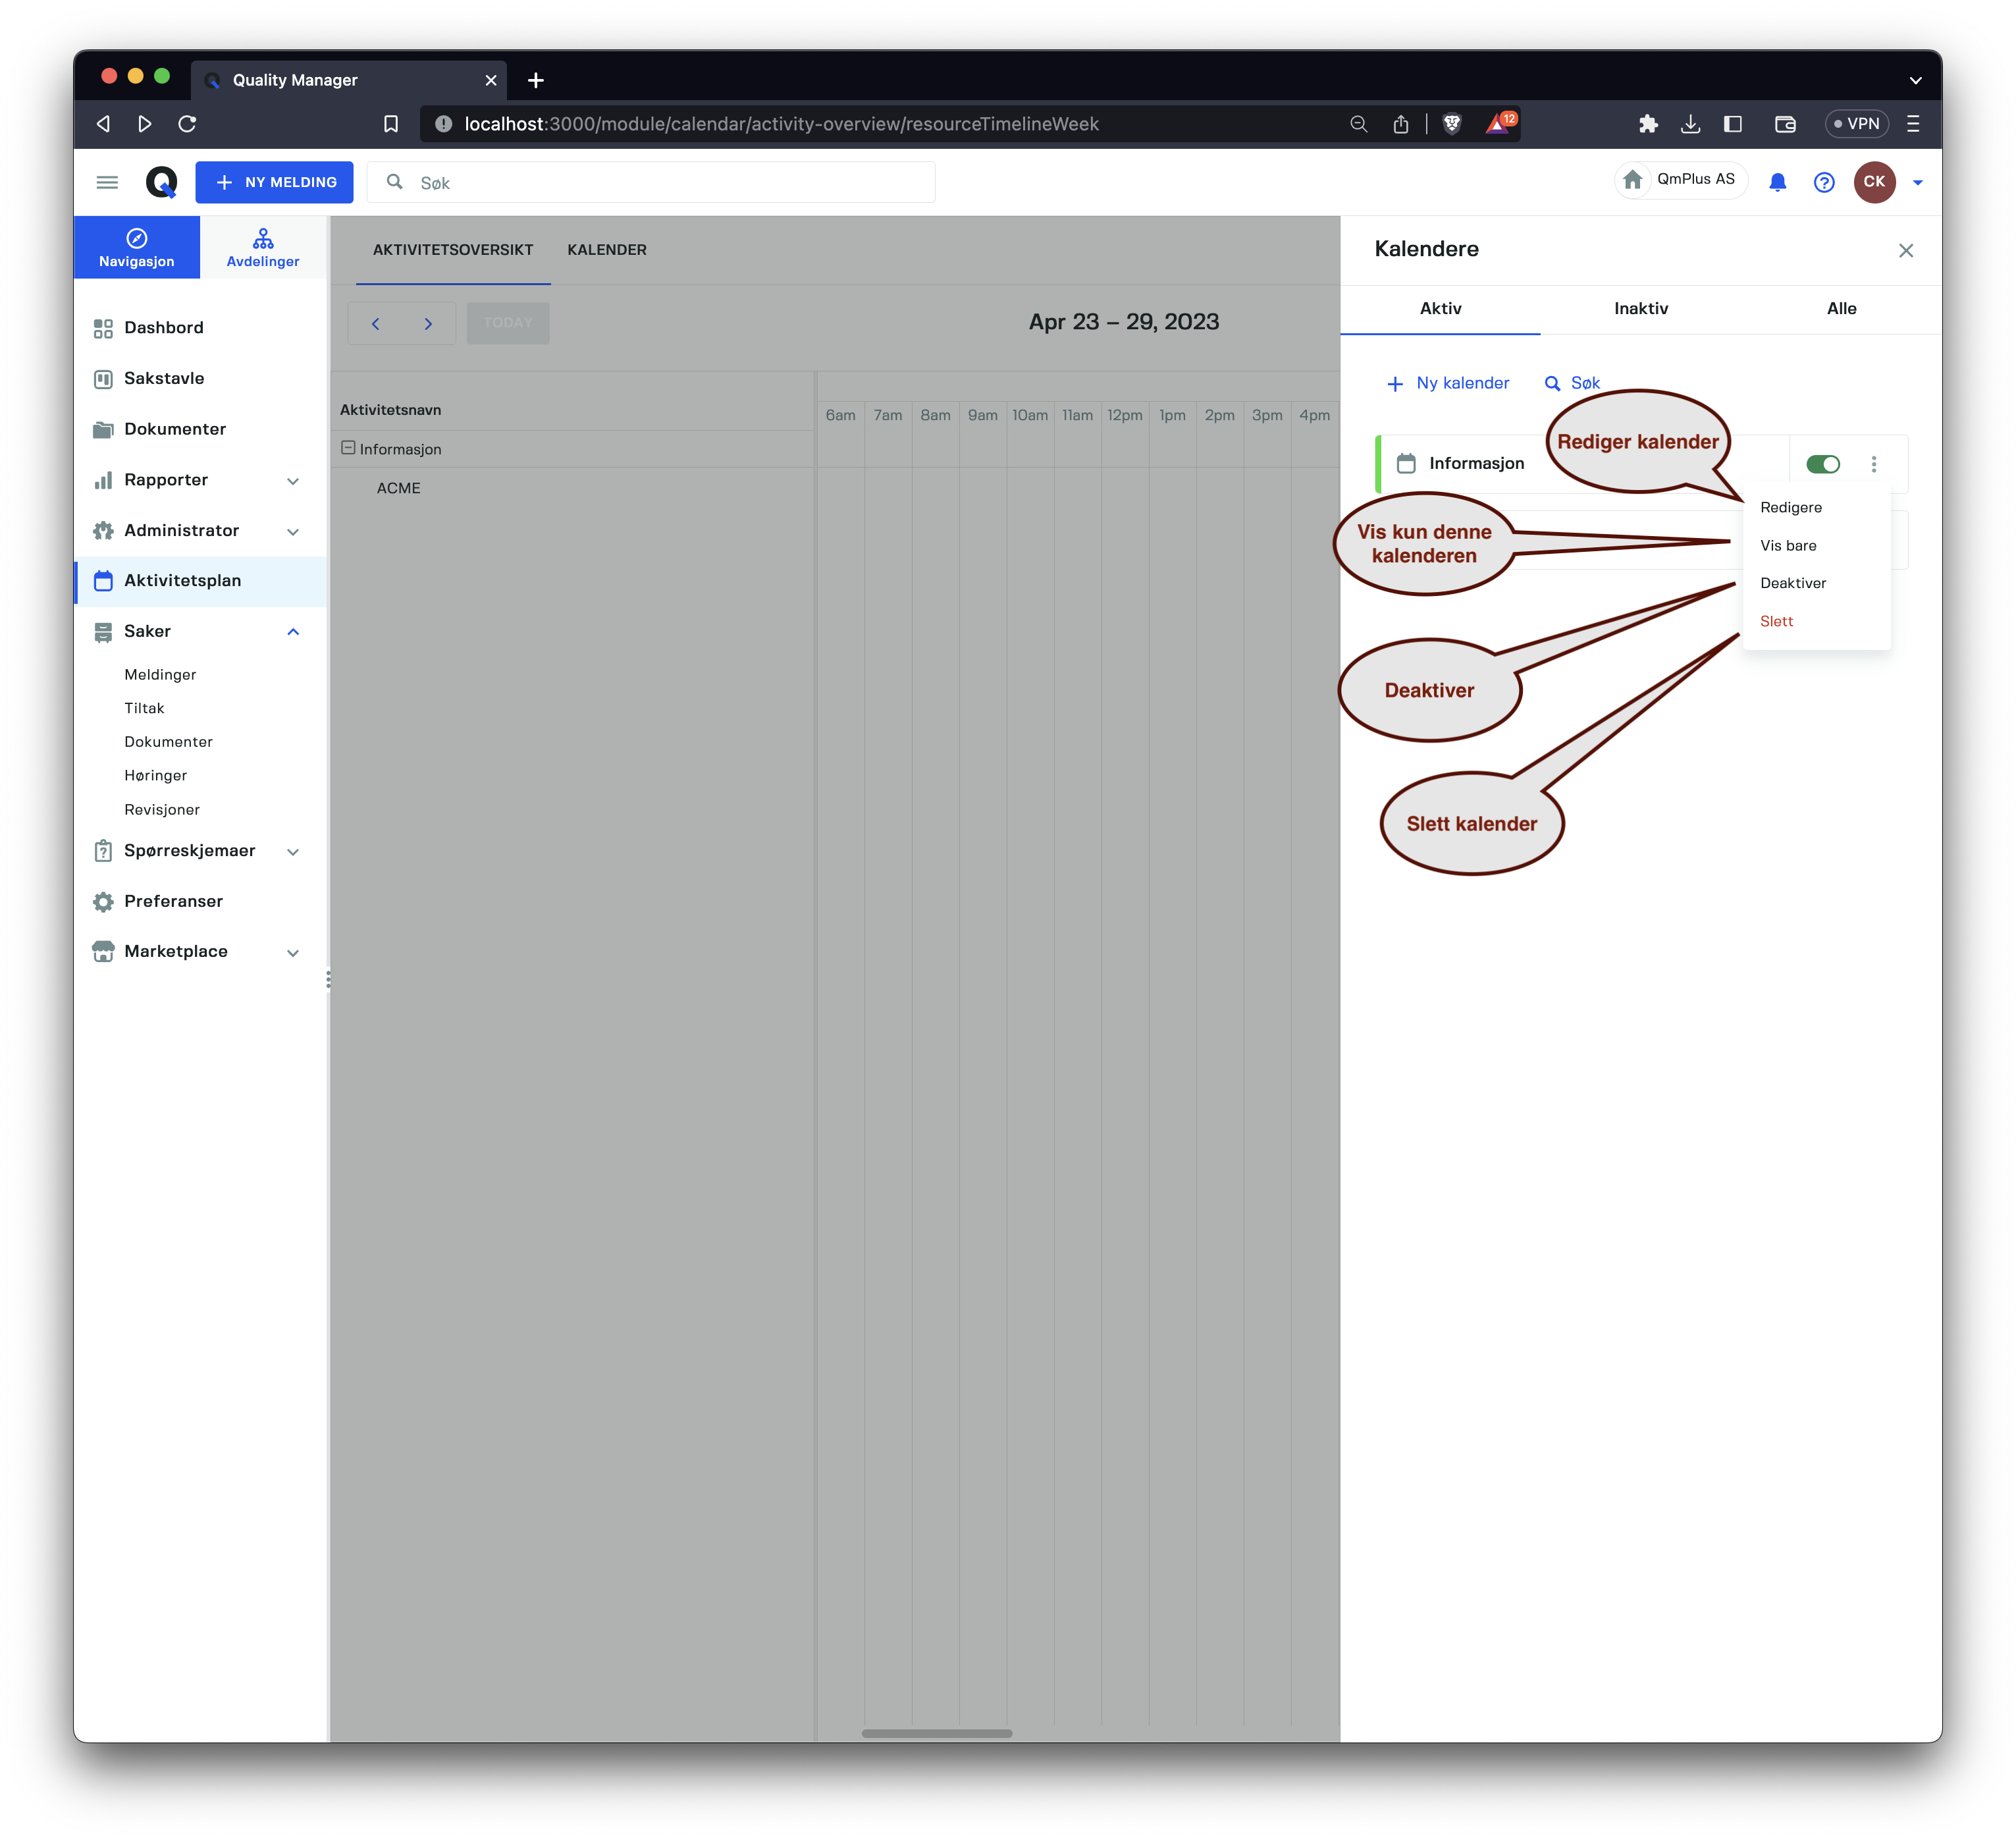 Quality Manager
localhost:3000/module/calendar/activity-overview/resourceTimelineWeek
12
VPN
NY MELDING
Søk
QmPlus AS
CK
Navigasjon
Avdelinger
Dashbord
Sakstavle
Dokumenter
Rapporter
Administrator
Aktivitetsplan
Saker
Meldinger
Tiltak
Dokumenter
Høringer
Revisjoner
Spørreskjemaer
Preferanser
Marketplace
AKTIVITETSOVERSIKT KALENDER
TODAY
Apr 23 – 29, 2023
Aktivitetsnavn
6am 7am 8am 9am 10am 11am 12pm 1pm 2pm 3pm 4pm
Informasjon
ACME
Kalendere
Aktiv Inaktiv Alle
Ny kalender
Søk
Informasjon
Rediger kalender
Vis kun denne
kalenderen
Deaktiver
Slett kalender
Redigere
Vis bare
Deaktiver
Slett